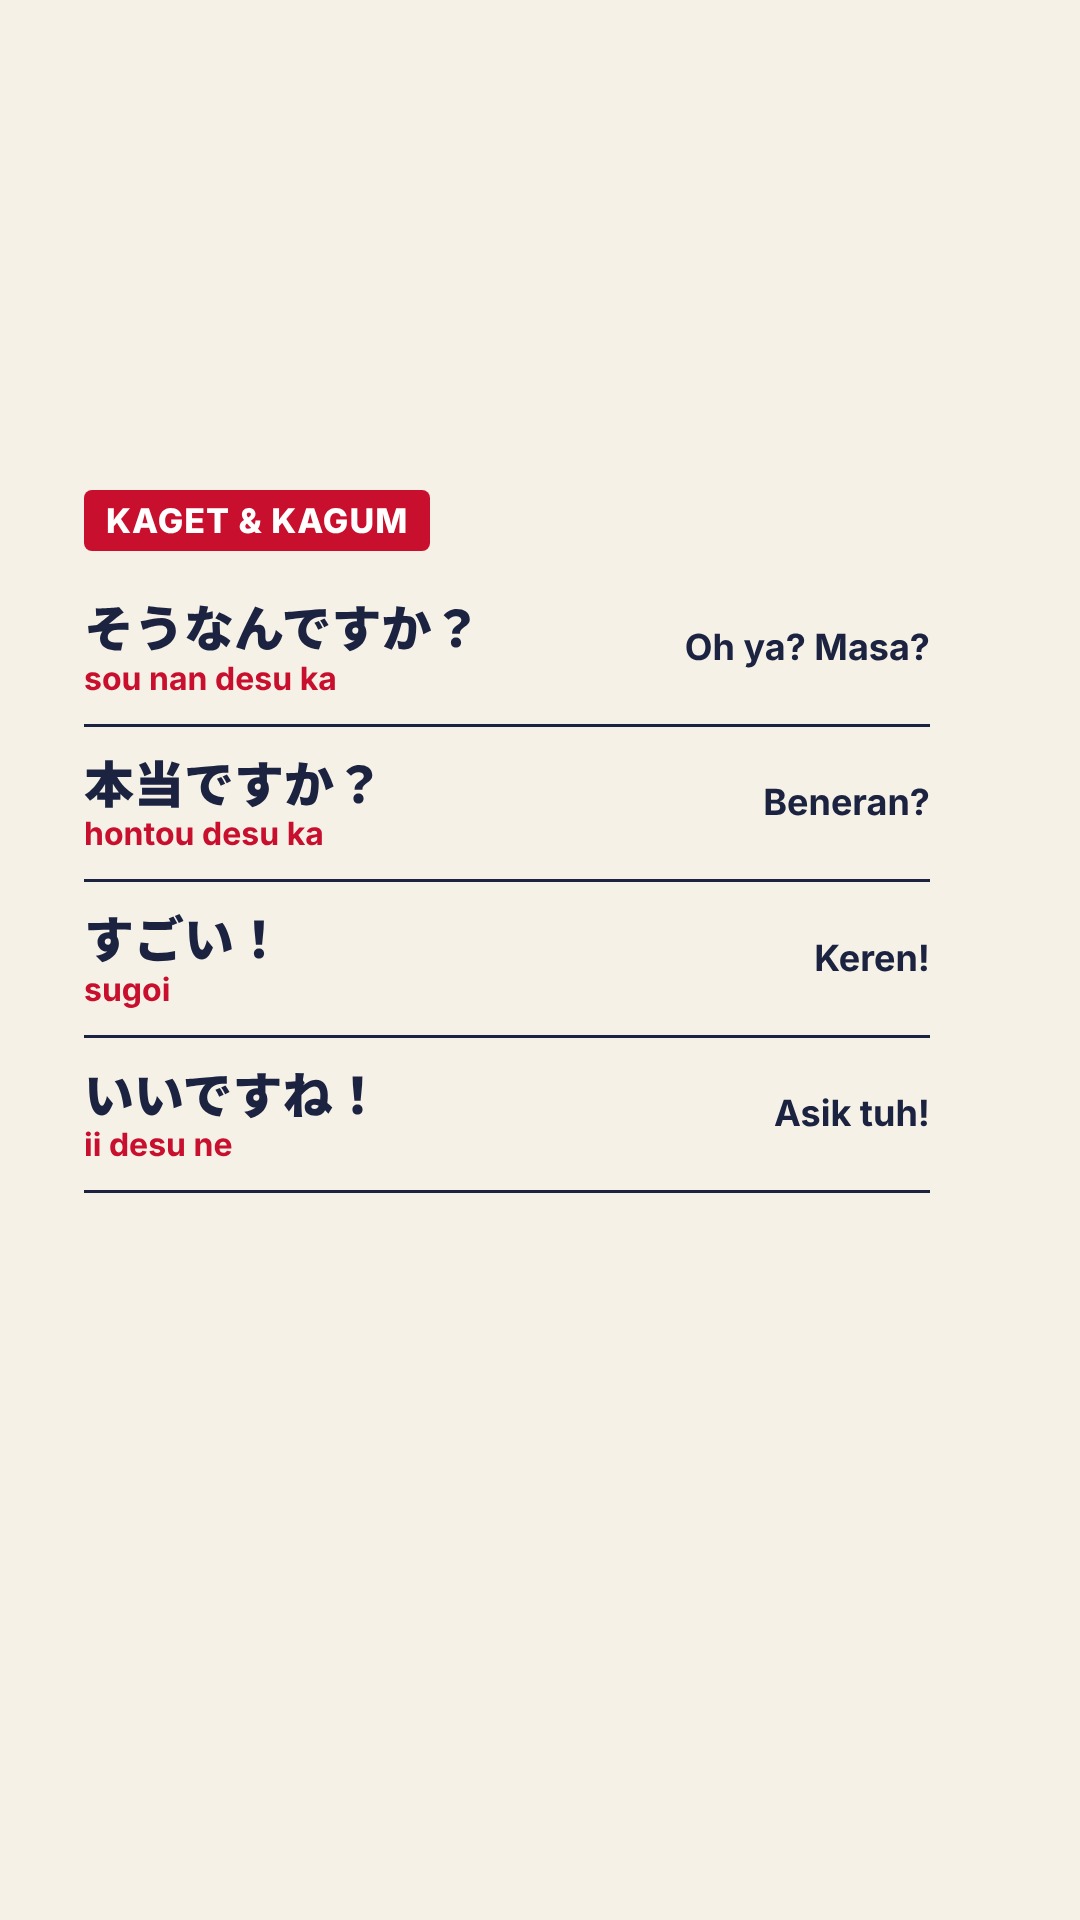 KAGET & KAGUM
そうなんですか？
sou nan desu ka
Oh ya? Masa?
本当ですか？
hontou desu ka
Beneran?
すごい！
sugoi
Keren!
いいですね！
ii desu ne
Asik tuh!